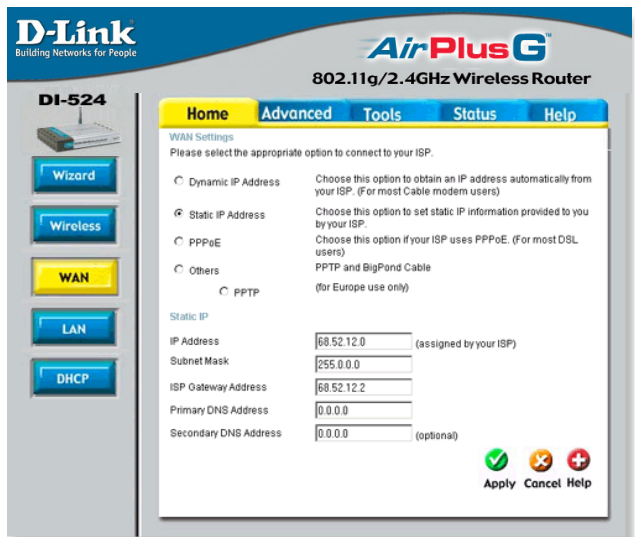 D-Link
Building Networks for People
AirPlus G™
802.11g/2.4GHz Wireless Router
DI-524
Home Advanced Tools Status Help
Wizard
Wireless
WAN
LAN
DHCP
WAN Settings
Please select the appropriate option to connect to your ISP.
Dynamic IP Address Choose this option to obtain an IP address automatically from
your ISP. (For most Cable modem users)
Static IP Address Choose this option to set static IP information provided to you
by your ISP.
PPPoE Choose this option if your ISP uses PPPoE. (For most DSL
users)
Others PPTP and BigPond Cable
PPTP (for Europe use only)
Static IP
IP Address 68.52.12.0 (assigned by your ISP)
Subnet Mask 255.0.0.0
ISP Gateway Address 68.52.12.2
Primary DNS Address 0.0.0.0
Secondary DNS Address 0.0.0.0 (optional)
Apply Cancel Help